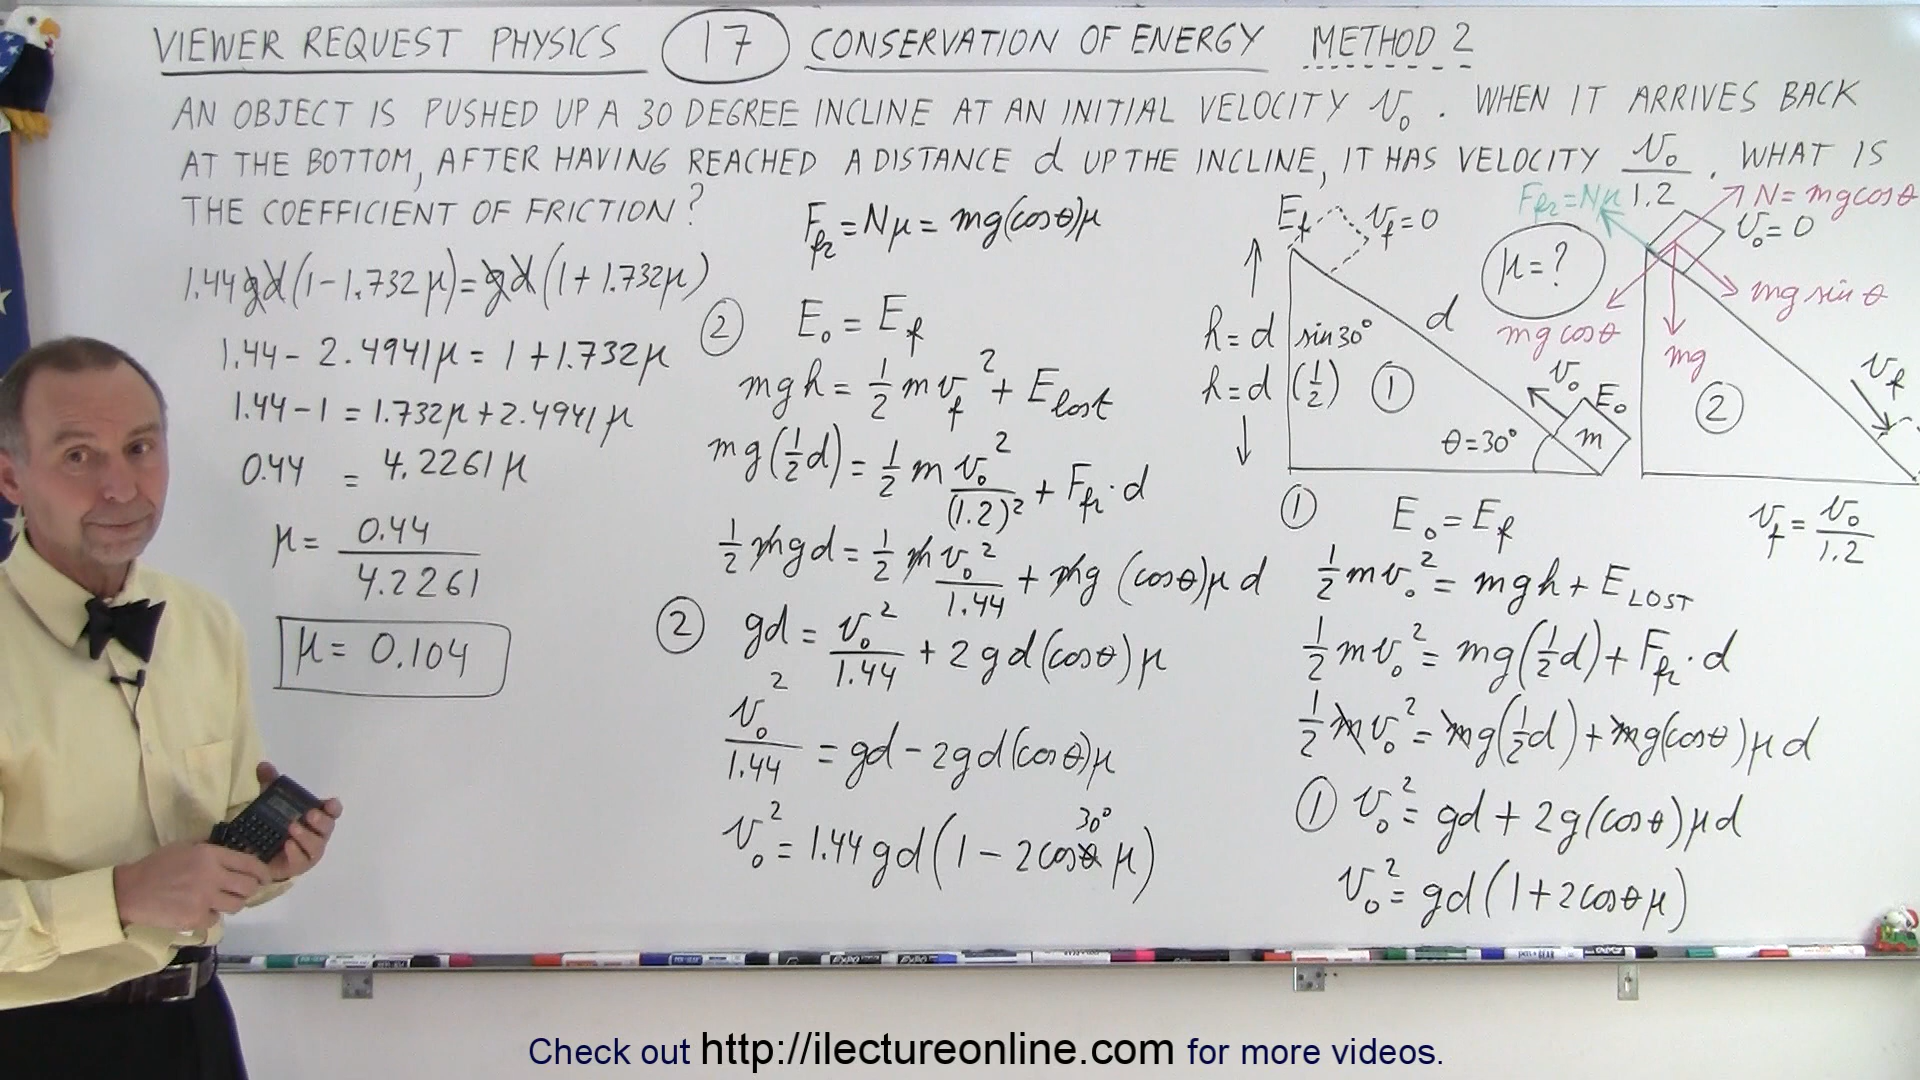 VIEWER REQUEST PHYSICS 17 CONSERVATION OF ENERGY METHOD 2
AN OBJECT IS PUSHED UP A 30 DEGREE INCLINE AT AN INITIAL VELOCITY v₀. WHEN IT ARRIVES BACK
AT THE BOTTOM, AFTER HAVING REACHED A DISTANCE d UP THE INCLINE, IT HAS VELOCITY v₀/1.2. WHAT IS
THE COEFFICIENT OF FRICTION?
1.44gd(1-1.732μ)=gd(1+1.732μ)
1.44-2.4941μ=1+1.732μ
1.44-1=1.732μ+2.4941μ
0.44 = 4.2261μ
μ=0.44/4.2261
μ=0.104
F_fr=Nμ=mg(cosθ)μ
② E₀=E_f
mgh=½mv_f²+E_lost
mg(½d)=½m v₀²/(1.2)²+F_fr·d
½mgd=½m v₀²/1.44+mg(cosθ)μd
② gd=v₀²/1.44+2gd(cosθ)μ
v₀²/1.44=gd-2gd(cosθ)μ
30°
v₀²=1.44gd(1-2cosθμ)
E_f v_f=0
h=d sin30°
h=d(½)
①
d
v₀ E₀
m
θ=30°
μ=?
F_fr=Nμ
N=mgcosθ
v₀=0
mg sinθ
mgcosθ
mg
②
v_f
v_f=v₀/1.2
① E₀=E_f
½mv₀²=mgh+E_LOST
½mv₀²=mg(½d)+F_fr·d
½mv₀²=mg(½d)+mg(cosθ)μd
① v₀²=gd+2g(cosθ)μd
v₀²=gd(1+2cosθμ)
Check out http://ilectureonline.com for more videos.